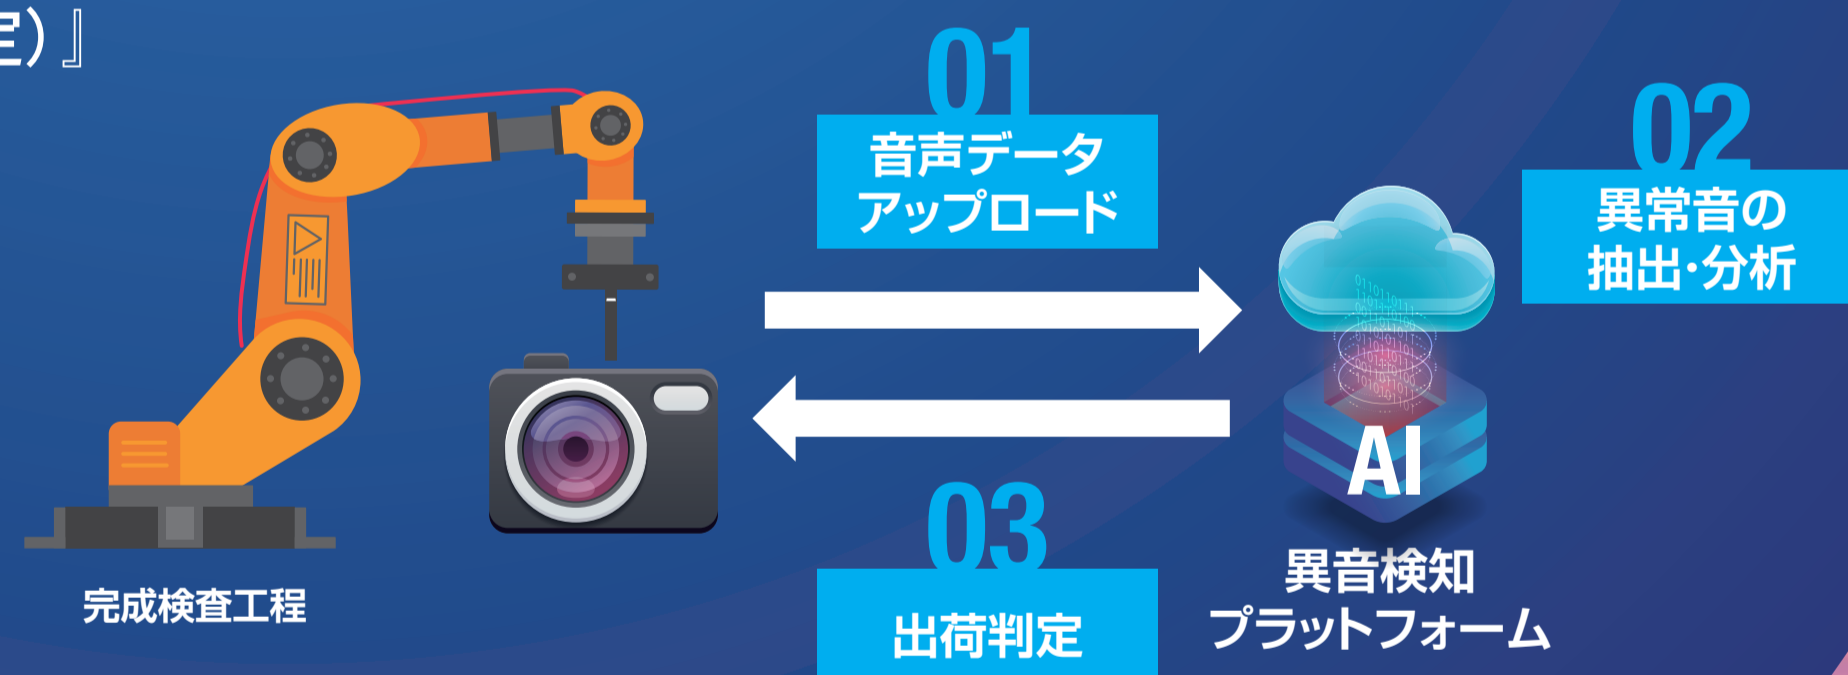 定)』
01
音声データ
アップロード
02
異常音の
抽出・分析
AI
異音検知
プラットフォーム
03
出荷判定
完成検査工程